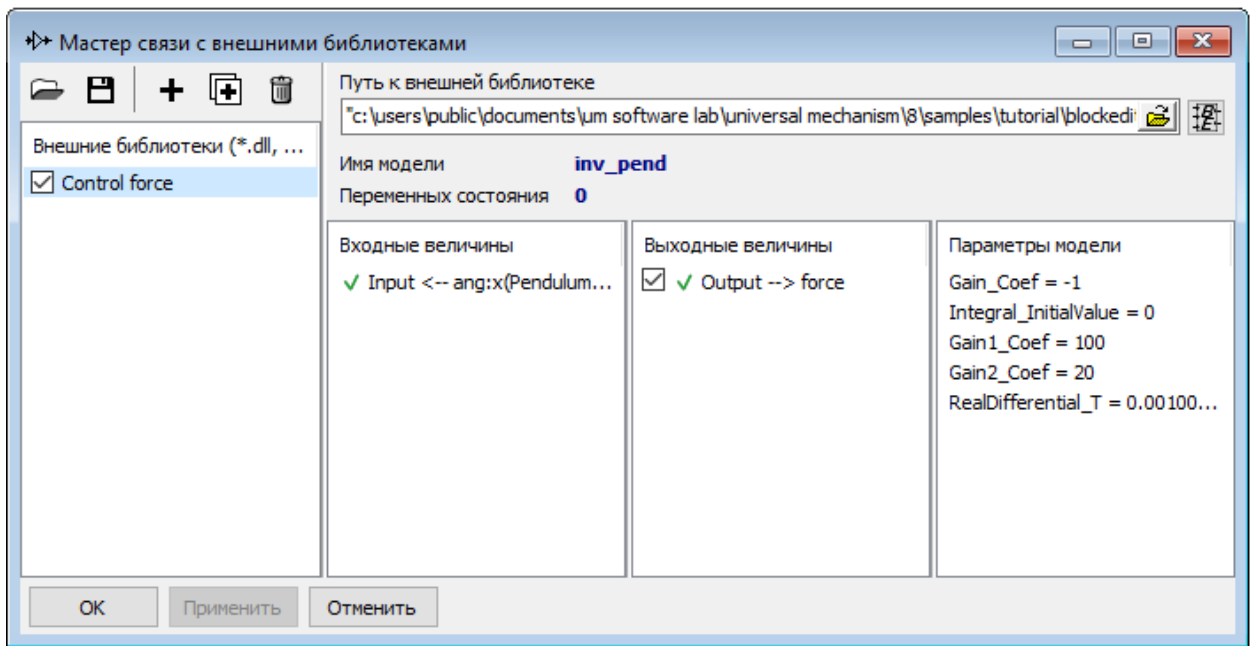 Мастер связи с внешними библиотеками
Путь к внешней библиотеке
"c:\users\public\documents\um software lab\universal mechanism\8\samples\tutorial\blockedi
Внешние библиотеки (*.dll, ...
Control force
Имя модели inv_pend
Переменных состояния 0
Входные величины
Input <-- ang:x(Pendulum...
Выходные величины
Output --> force
Параметры модели
Gain_Coef = -1
Integral_InitialValue = 0
Gain1_Coef = 100
Gain2_Coef = 20
RealDifferential_T = 0.00100...
OK
Применить
Отменить